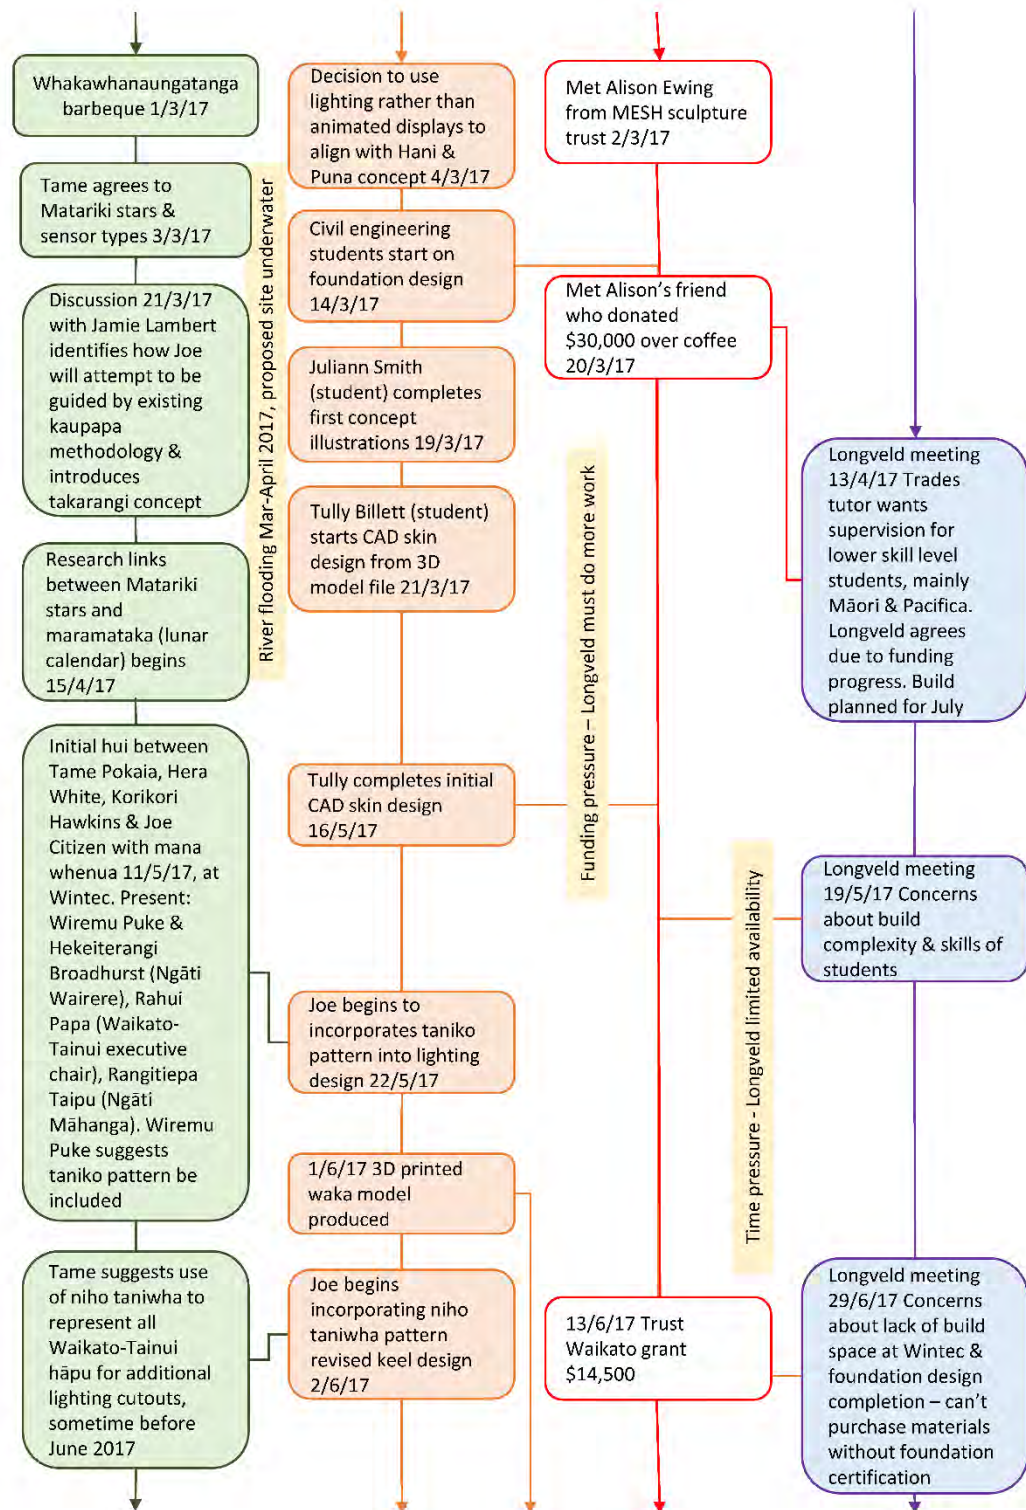 Whakawhanaungatanga
barbeque 1/3/17
Tame agrees to
Matariki stars &
sensor types 3/3/17
Discussion 21/3/17
with Jamie Lambert
identifies how Joe
will attempt to be
guided by existing
kaupapa
methodology &
introduces
takarangi concept
Research links
between Matariki
stars and
maramataka (lunar
calendar) begins
15/4/17
Initial hui between
Tame Pokaia, Hera
White, Korikori
Hawkins & Joe
Citizen with mana
whenua 11/5/17, at
Wintec. Present:
Wiremu Puke &
Hekeiterangi
Broadhurst (Ngāti
Wairere), Rahui
Papa (Waikato-
Tainui executive
chair), Rangitiepa
Taipu (Ngāti
Māhanga). Wiremu
Puke suggests
taniko pattern be
included
Tame suggests use
of niho taniwha to
represent all
Waikato-Tainui
hāpu for additional
lighting cutouts,
sometime before
June 2017
River flooding Mar-April 2017, proposed site underwater
Decision to use
lighting rather than
animated displays to
align with Hani &
Puna concept 4/3/17
Civil engineering
students start on
foundation design
14/3/17
Juliann Smith
(student) completes
first concept
illustrations 19/3/17
Tully Billett (student)
starts CAD skin
design from 3D
model file 21/3/17
Tully completes initial
CAD skin design
16/5/17
Joe begins to
incorporates taniko
pattern into lighting
design 22/5/17
1/6/17 3D printed
waka model
produced
Joe begins
incorporating niho
taniwha pattern
revised keel design
2/6/17
Funding pressure – Longveld must do more work
Met Alison Ewing
from MESH sculpture
trust 2/3/17
Met Alison’s friend
who donated
$30,000 over coffee
20/3/17
13/6/17 Trust
Waikato grant
$14,500
Time pressure - Longveld limited availability
Longveld meeting
13/4/17 Trades
tutor wants
supervision for
lower skill level
students, mainly
Māori & Pacifica.
Longveld agrees
due to funding
progress. Build
planned for July
Longveld meeting
19/5/17 Concerns
about build
complexity & skills of
students
Longveld meeting
29/6/17 Concerns
about lack of build
space at Wintec &
foundation design
completion – can’t
purchase materials
without foundation
certification